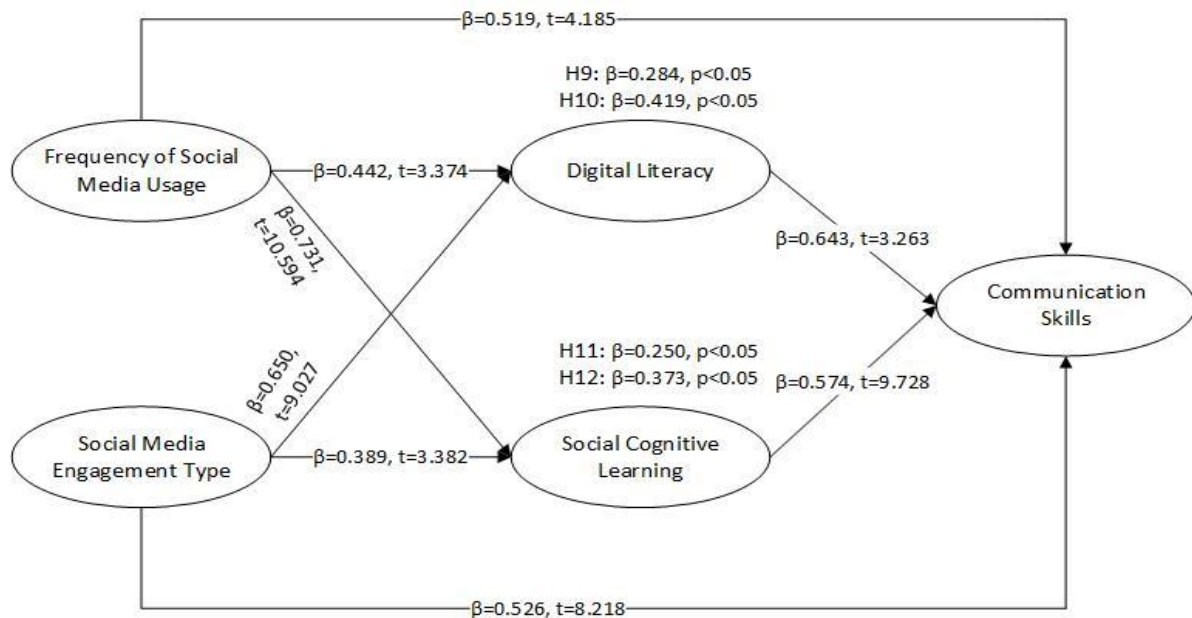 β=0.519, t=4.185
H9: β=0.284, p<0.05
H10: β=0.419, p<0.05
Frequency of Social
Media Usage
β=0.442, t=3.374
Digital Literacy
β=0.731,
t=10.594
β=0.643, t=3.263
Communication
Skills
H11: β=0.250, p<0.05
H12: β=0.373, p<0.05
β=0.574, t=9.728
β=0.650,
t=9.027
Social Media
Engagement Type
β=0.389, t=3.382
Social Cognitive
Learning
β=0.526, t=8.218